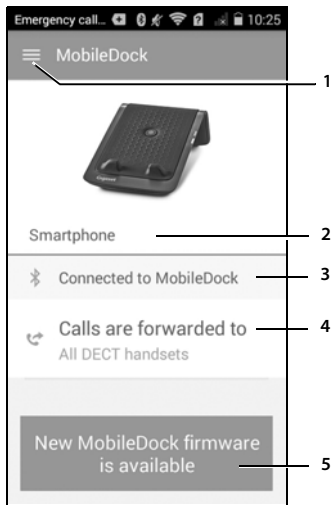 Emergency call... 10:25
MobileDock
1
Gigaset
Smartphone
2
Connected to MobileDock
3
Calls are forwarded to
4
All DECT handsets
New MobileDock firmware
is available
5